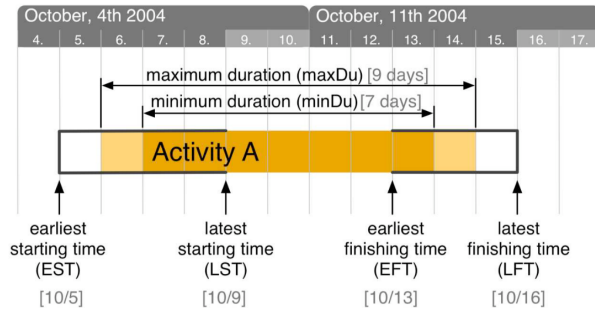 October, 4th 2004 October, 11th 2004
4. 5. 6. 7. 8. 9. 10. 11. 12. 13. 14. 15. 16. 17.
maximum duration (maxDu) [9 days]
minimum duration (minDu) [7 days]
Activity A
earliest latest earliest latest
starting time starting time finishing time finishing time
(EST) (LST) (EFT) (LFT)
[10/5] [10/9] [10/13] [10/16]